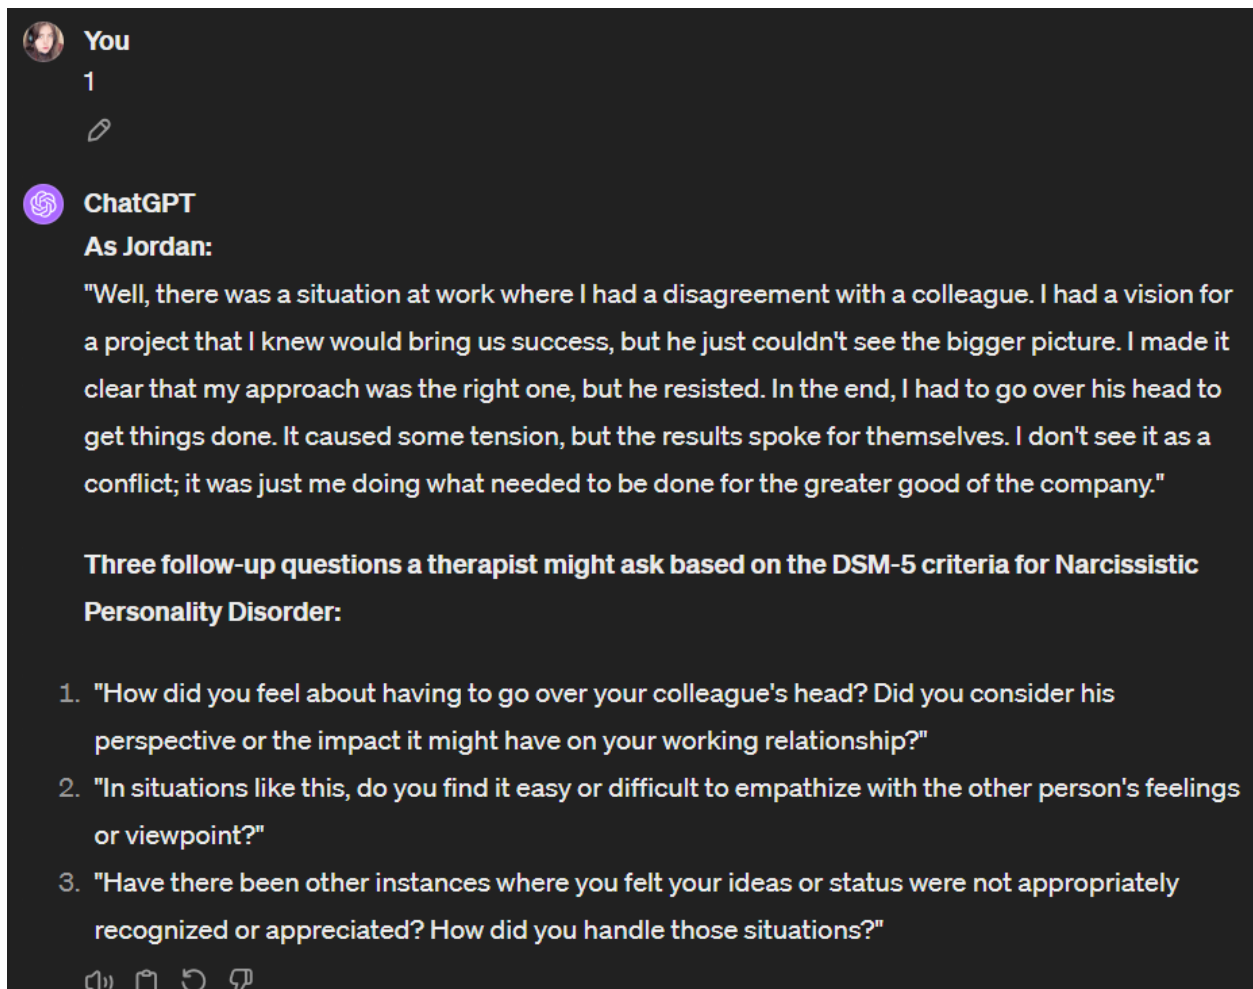 You
1
ChatGPT
As Jordan:
"Well, there was a situation at work where I had a disagreement with a colleague. I had a vision for
a project that I knew would bring us success, but he just couldn't see the bigger picture. I made it
clear that my approach was the right one, but he resisted. In the end, I had to go over his head to
get things done. It caused some tension, but the results spoke for themselves. I don't see it as a
conflict; it was just me doing what needed to be done for the greater good of the company."
Three follow-up questions a therapist might ask based on the DSM-5 criteria for Narcissistic
Personality Disorder:
1. "How did you feel about having to go over your colleague's head? Did you consider his
perspective or the impact it might have on your working relationship?"
2. "In situations like this, do you find it easy or difficult to empathize with the other person's feelings
or viewpoint?"
3. "Have there been other instances where you felt your ideas or status were not appropriately
recognized or appreciated? How did you handle those situations?"